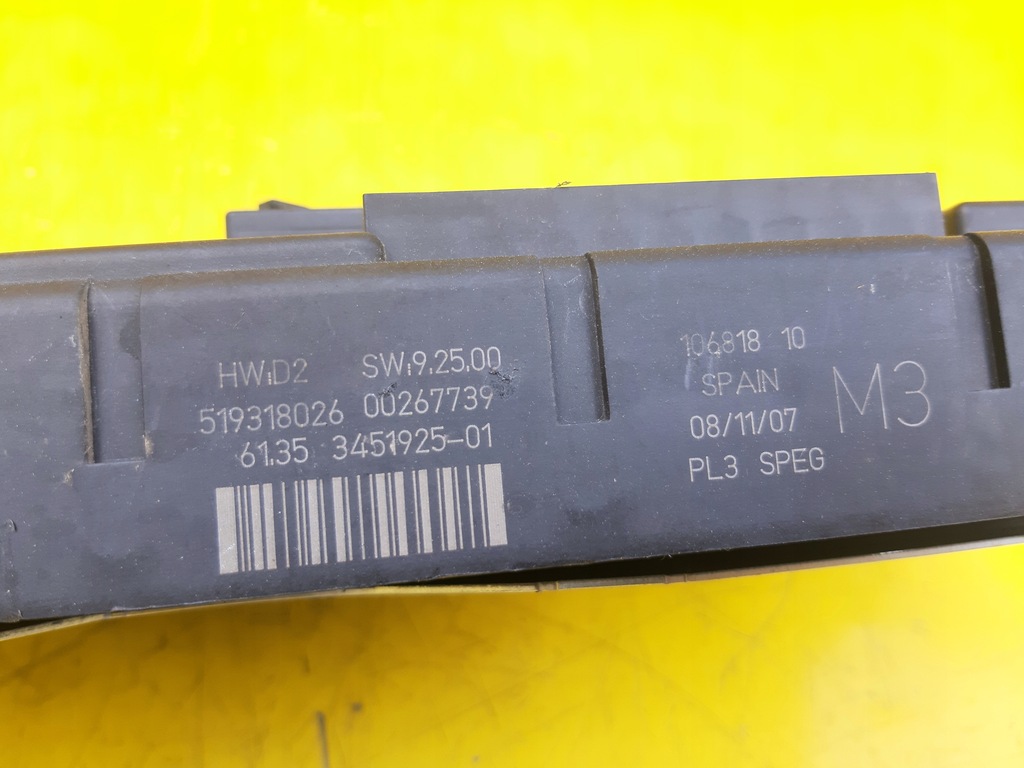 HW:D2 SW:9.25.00
519318026 00267739
61.35 3451925-01
106818 10
SPAIN
08/11/07
PL3 SPEG
M3